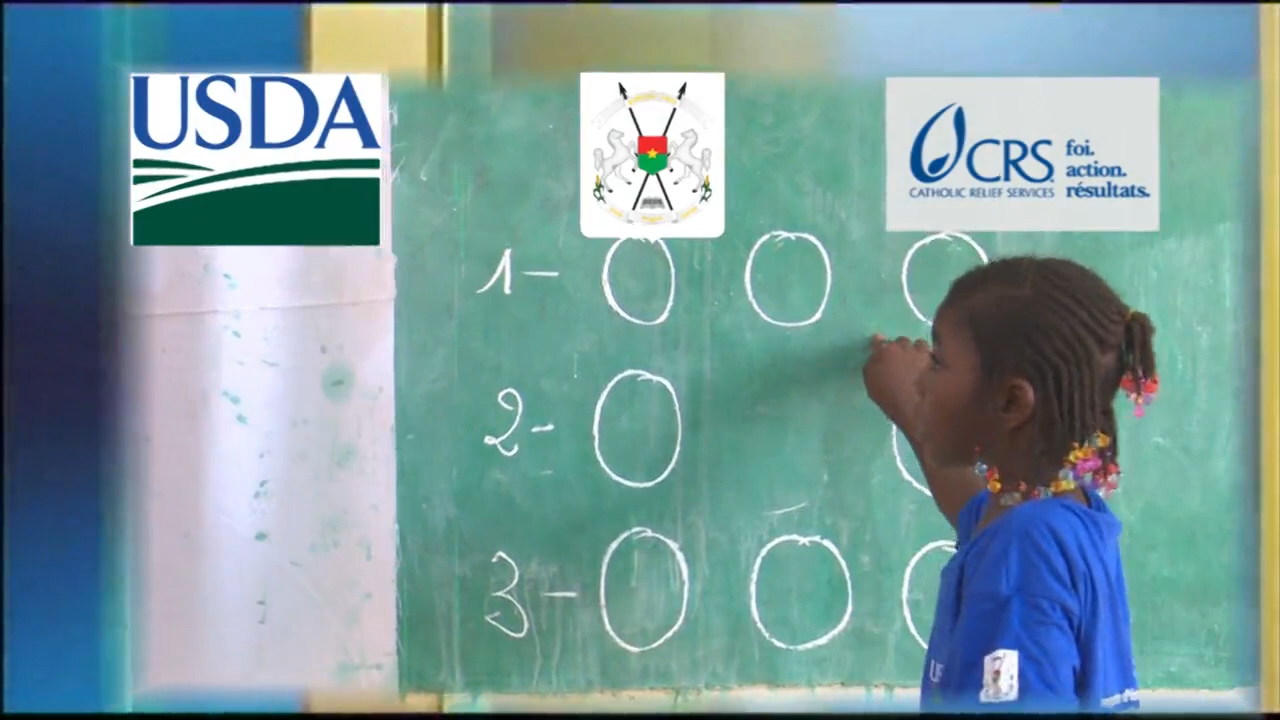 USDA
CRS
CATHOLIC RELIEF SERVICES
foi.
action.
résultats.
1- O O O
2- O O
3- O O O